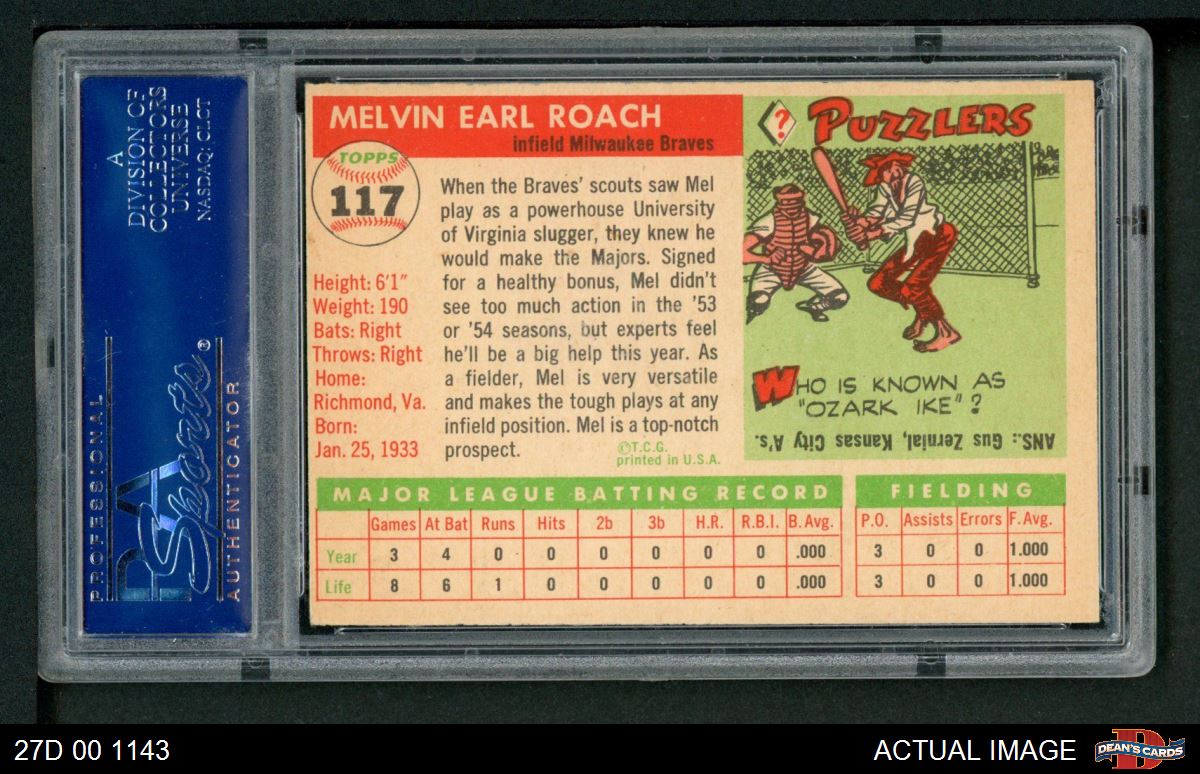 A
DIVISION OF
COLLECTORS
UNIVERSE
NASDAQ: CLCT
PROFESSIONAL
PSA
Sports®
AUTHENTICATOR
MELVIN EARL ROACH
infield Milwaukee Braves
TOPPS
117
Height: 6'1"
Weight: 190
Bats: Right
Throws: Right
Home:
Richmond, Va.
Born:
Jan. 25, 1933
When the Braves' scouts saw Mel
play as a powerhouse University
of Virginia slugger, they knew he
would make the Majors. Signed
for a healthy bonus, Mel didn't
see too much action in the '53
or '54 seasons, but experts feel
he'll be a big help this year. As
a fielder, Mel is very versatile
and makes the tough plays at any
infield position. Mel is a top-notch
prospect.
©T.C.G.
printed in U.S.A.
?
PUZZLERS
WHO IS KNOWN AS
"OZARK IKE"?
ANS.: Gus Zernial, Kansas City A's.
MAJOR LEAGUE BATTING RECORD
Games At Bat Runs Hits 2b 3b H.R. R.B.I. B. Avg.
Year 3 4 0 0 0 0 0 0 .000
Life 8 6 1 0 0 0 0 0 .000
FIELDING
P.O. Assists Errors F. Avg.
3 0 0 1.000
3 0 0 1.000
27D 00 1143
ACTUAL IMAGE
D
DEAN'S CARDS